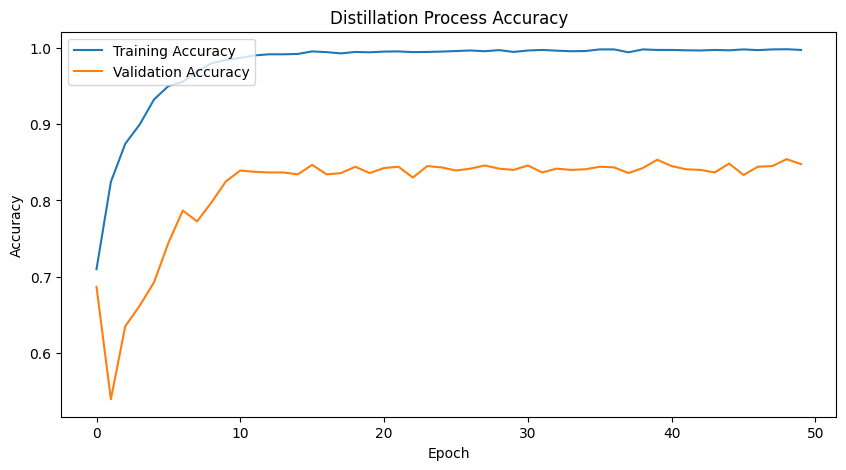 Distillation Process Accuracy
Training Accuracy
Validation Accuracy
1.0
0.9
0.8
0.7
0.6
Accuracy
0 10 20 30 40 50
Epoch